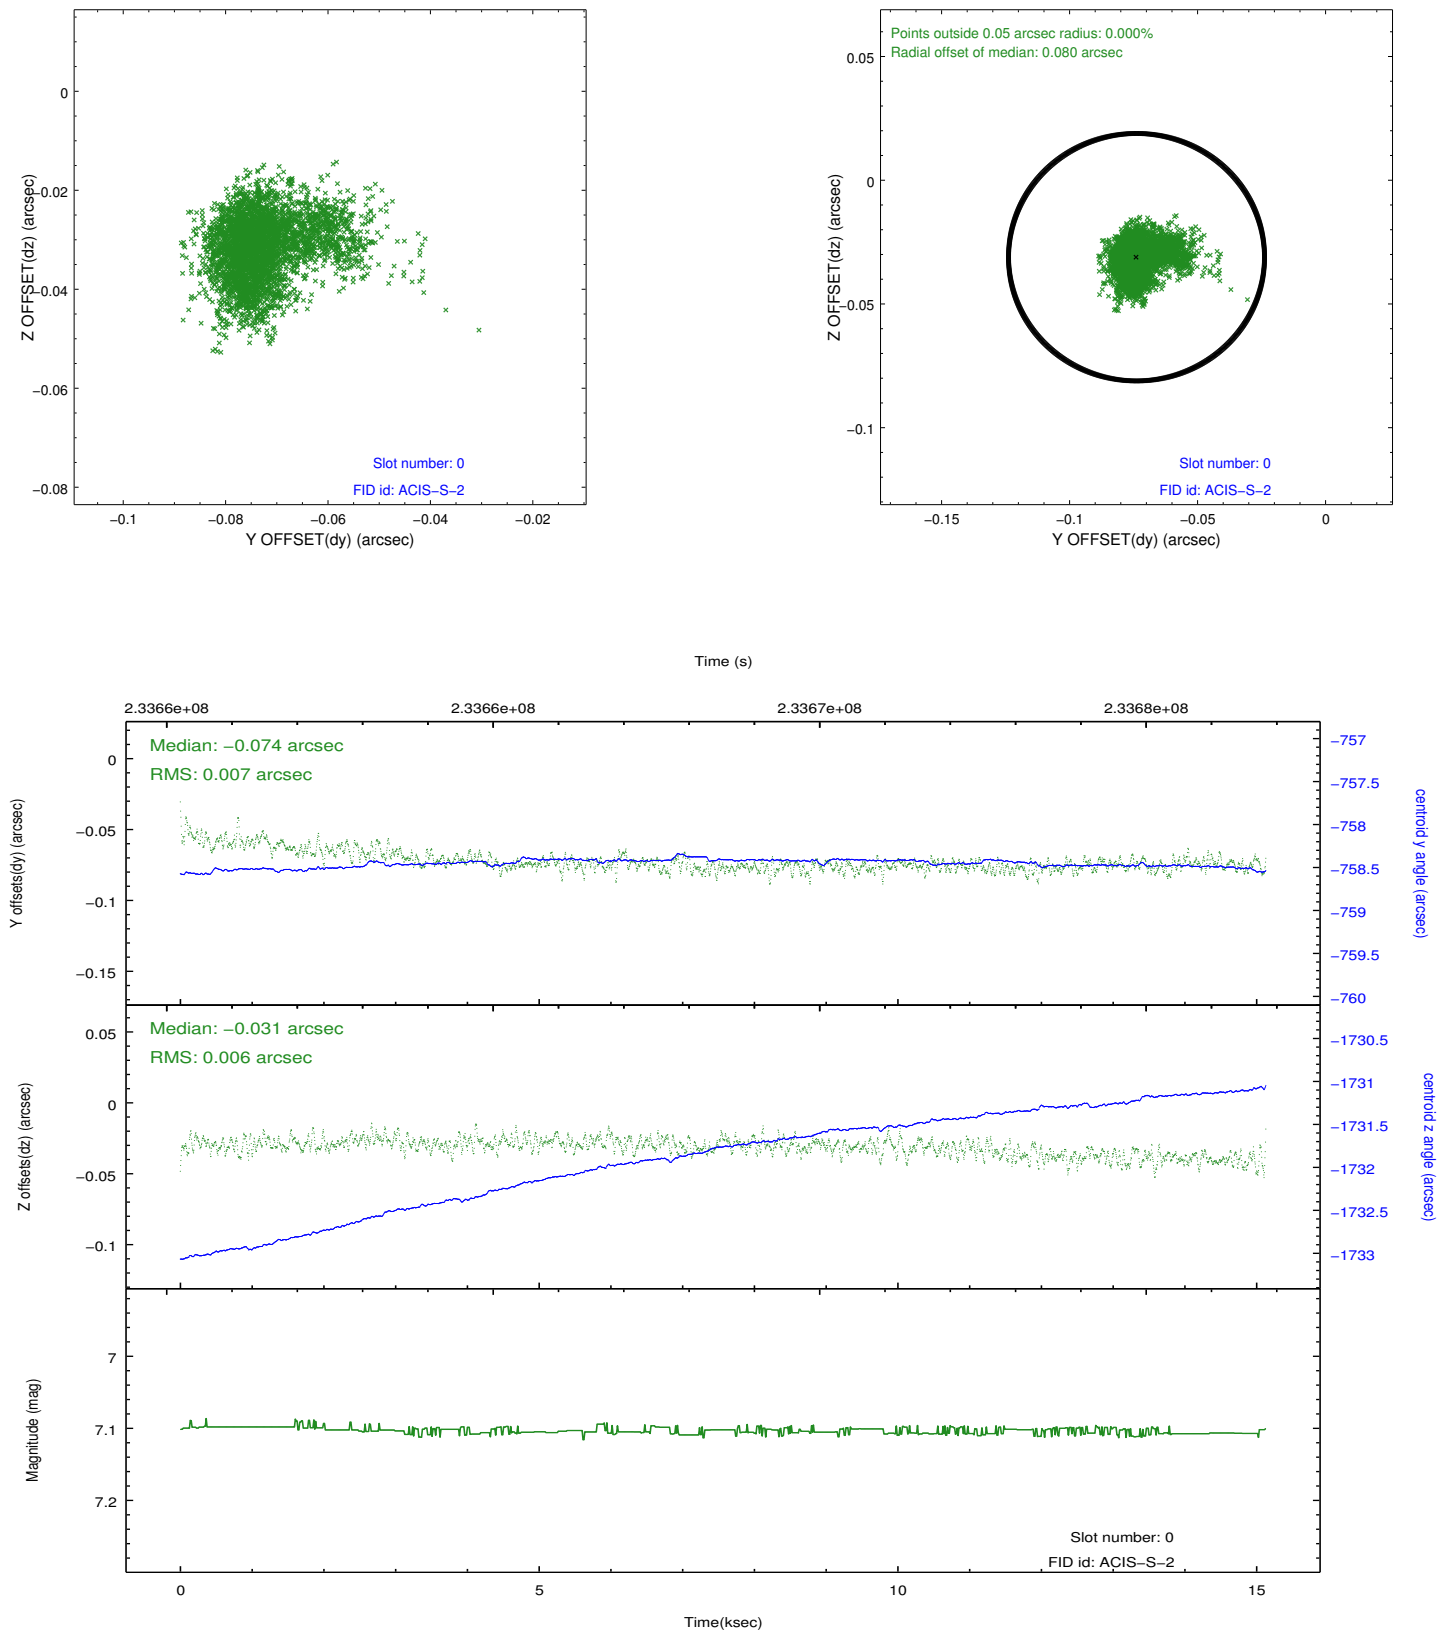 0
−0.02
−0.04
−0.06
−0.08
Z OFFSET(dz) (arcsec)
Slot number: 0
FID id: ACIS−S−2
−0.1
−0.08
−0.06
−0.04
−0.02
Y OFFSET(dy) (arcsec)
Points outside 0.05 arcsec radius: 0.000%
Radial offset of median: 0.080 arcsec
0.05
0
−0.05
−0.1
Z OFFSET(dz) (arcsec)
Slot number: 0
FID id: ACIS−S−2
−0.15
−0.1
−0.05
0
Y OFFSET(dy) (arcsec)
Time (s)
2.3366e+08
2.3366e+08
2.3367e+08
2.3368e+08
Median: −0.074 arcsec
RMS: 0.007 arcsec
0
−0.05
−0.1
−0.15
Y offsets(dy) (arcsec)
−757
−757.5
−758
−758.5
−759
−759.5
−760
centroid y angle (arcsec)
Median: −0.031 arcsec
RMS: 0.006 arcsec
0.05
0
−0.05
−0.1
Z offsets(dz) (arcsec)
−1730.5
−1731
−1731.5
−1732
−1732.5
−1733
centroid z angle (arcsec)
7
7.1
7.2
Magnitude (mag)
Slot number: 0
FID id: ACIS−S−2
0
5
10
15
Time(ksec)